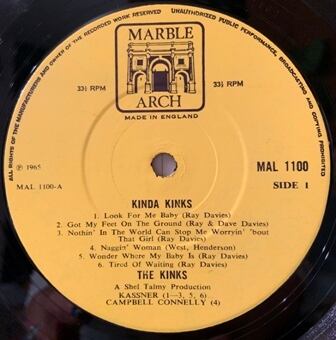 ALL RIGHTS OF THE MANUFACTURERS AND OWNER OF THE RECORDED WORK RESERVED
UNAUTHORIZED PUBLIC PERFORMANCE, BROADCASTING AND COPYING PROHIBITED
MARBLE
33⅓ RPM
33⅓ RPM
ARCH
MADE IN ENGLAND
℗ 1965
MAL 1100
MAL 1100-A
SIDE 1
KINDA KINKS
1. Look For Me Baby (Ray Davies)
2. Got My Feet On The Ground (Ray & Dave Davies)
3. Nothin' In The World Can Stop Me Worryin' 'bout
That Girl (Ray Davies)
4. Naggin' Woman (West, Henderson)
5. Wonder Where My Baby Is (Ray Davies)
6. Tired Of Waiting (Ray Davies)
THE KINKS
A Shel Talmy Production
KASSNER (1—3, 5, 6)
CAMPBELL CONNELLY (4)